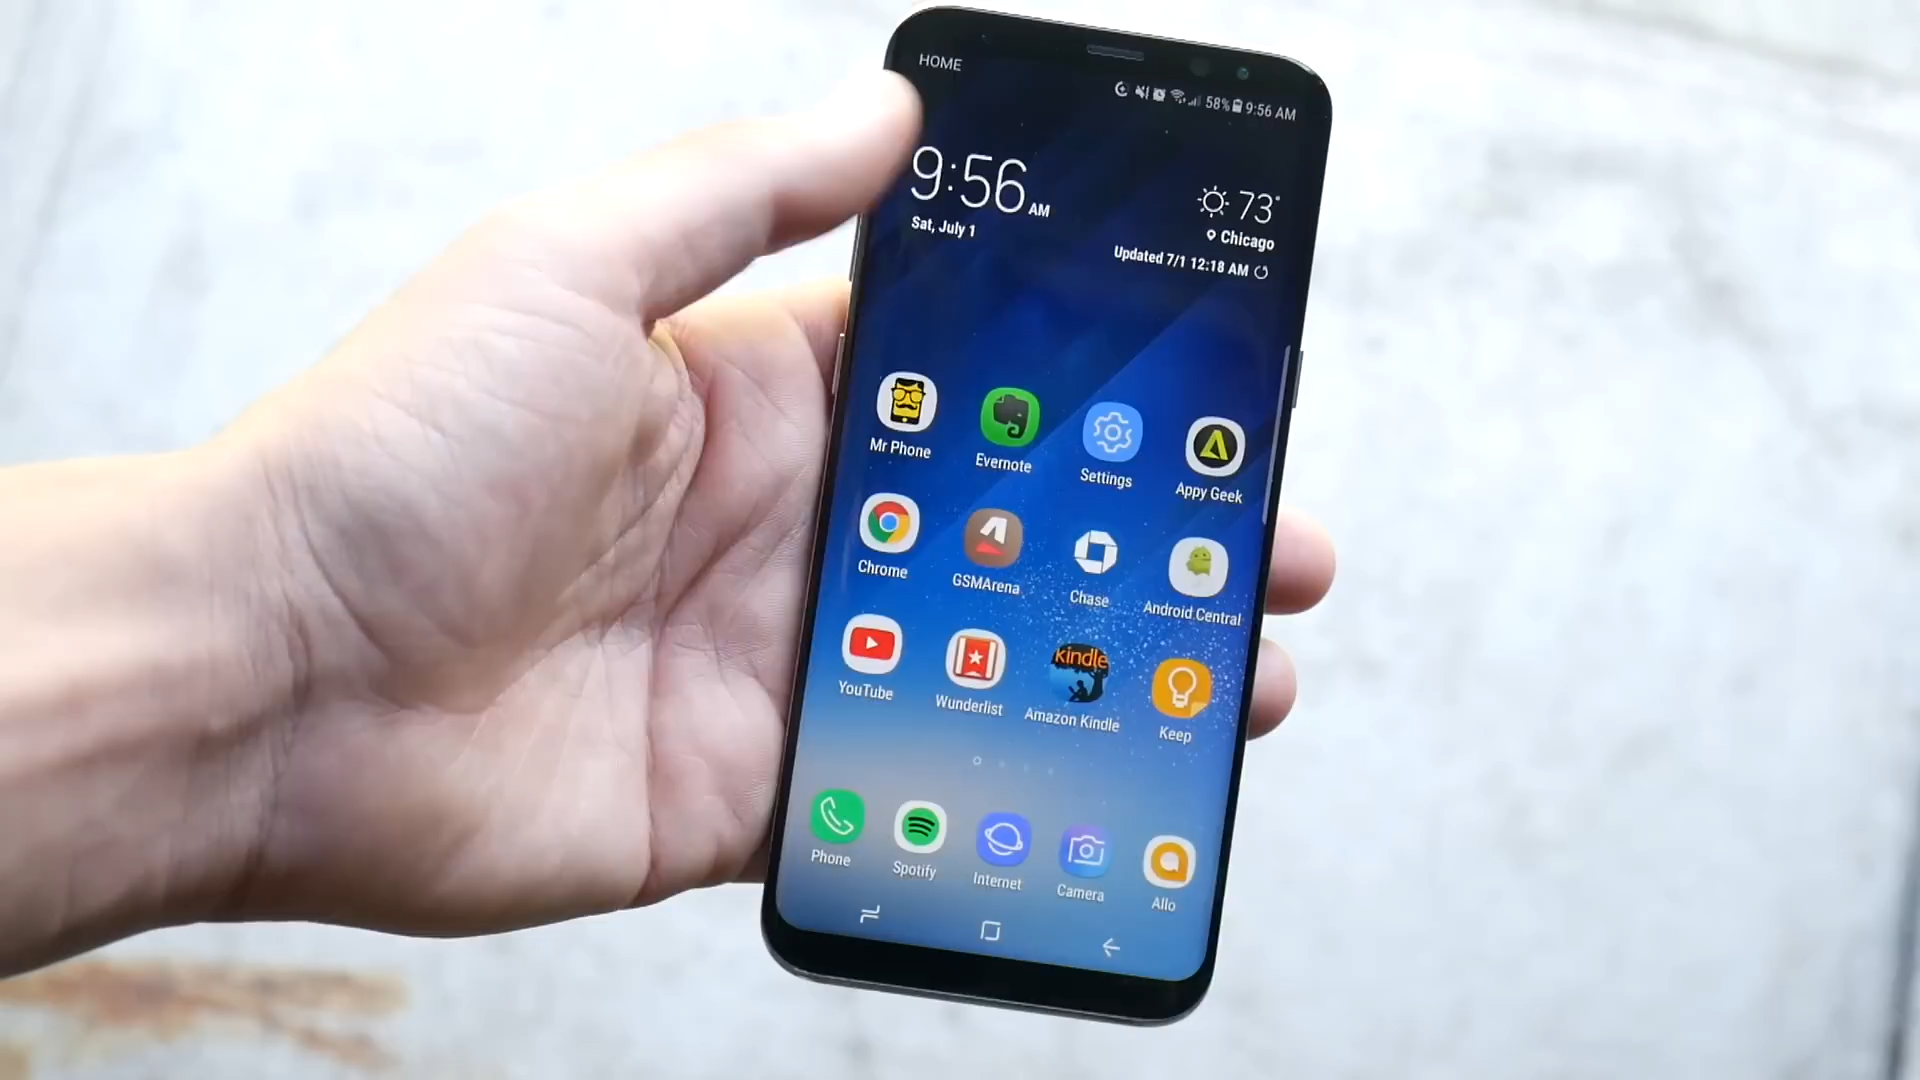 HOME
58% 9:56 AM
9:56 AM
73°
Sat, July 1
Chicago
Updated 7/1 12:18 AM
Mr Phone
Evernote
Settings
Appy Geek
Chrome
GSMArena
Chase
Android Central
kindle
YouTube
Wunderlist
Amazon Kindle
Keep
Phone
Spotify
Internet
Camera
Allo